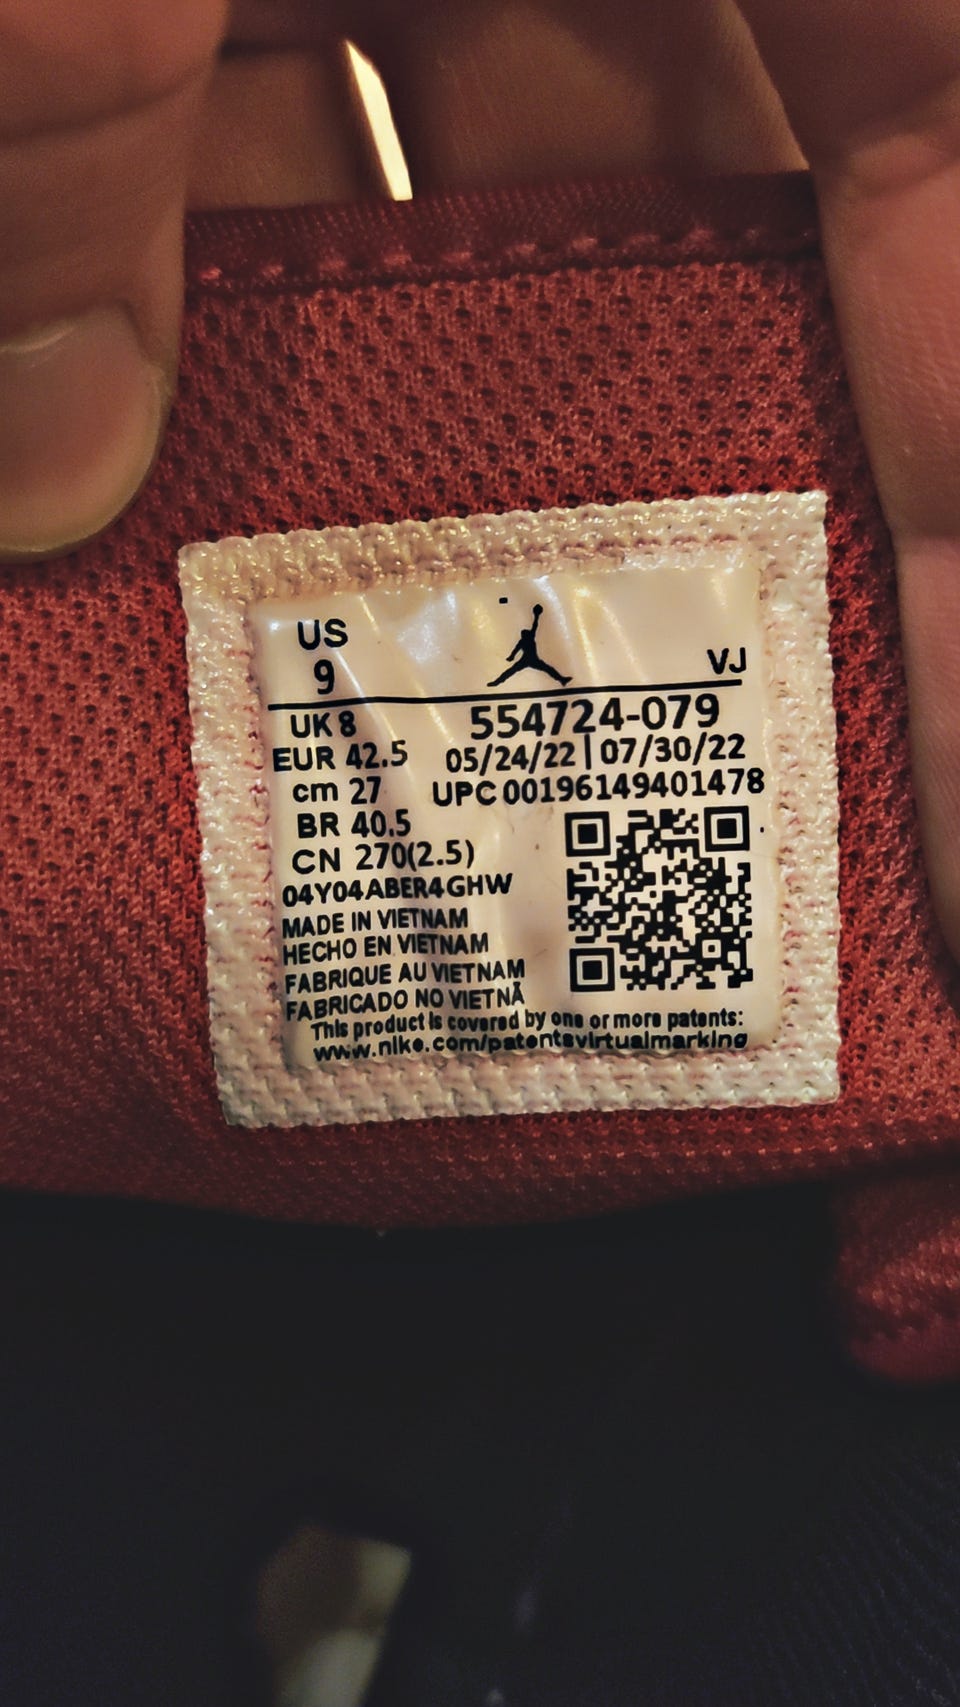 US
9
VJ
UK 8
554724-079
EUR 42.5
05/24/22 | 07/30/22
cm 27
UPC 00196149401478
BR 40.5
CN 270(2.5)
04Y04ABER4GHW
MADE IN VIETNAM
HECHO EN VIETNAM
FABRIQUE AU VIETNAM
FABRICADO NO VIETNÃ
This product is covered by one or more patents:
www.nike.com/patentsvirtualmarking